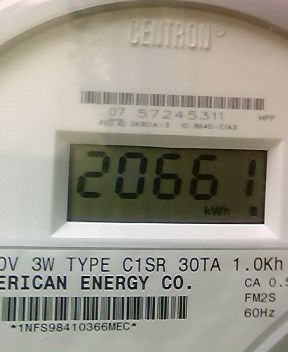 CENTRON®
07 57245311
HPP
20661
kWh
0V 3W TYPE C1SR 30TA 1.0Kh
ERICAN ENERGY CO.
CA 0.5
FM2S
60Hz
*1NFS98410366MEC*